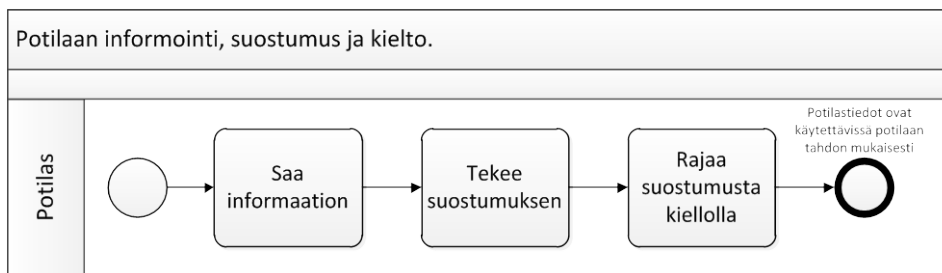 Potilaan informointi, suostumus ja kielto.
Potilas
Saa
informaation
Tekee
suostumuksen
Rajaa
suostumusta
kiellolla
Potilastiedot ovat
käytettävissä potilaan
tahdon mukaisesti